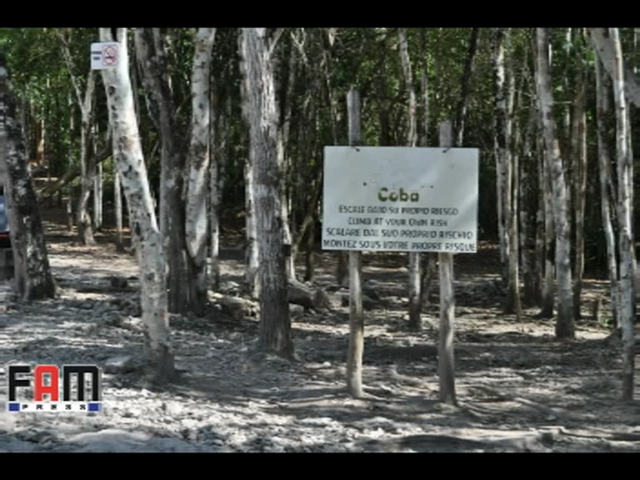 Coba
ESCALE BAJO SU PROPIO RIESGO
CLIMB AT YOUR OWN RISK
SCALARE DAL SUO PROPRIO RISCHIO
MONTEZ SOUS VOTRE PROPRE RISQUE
FAM
PRESS